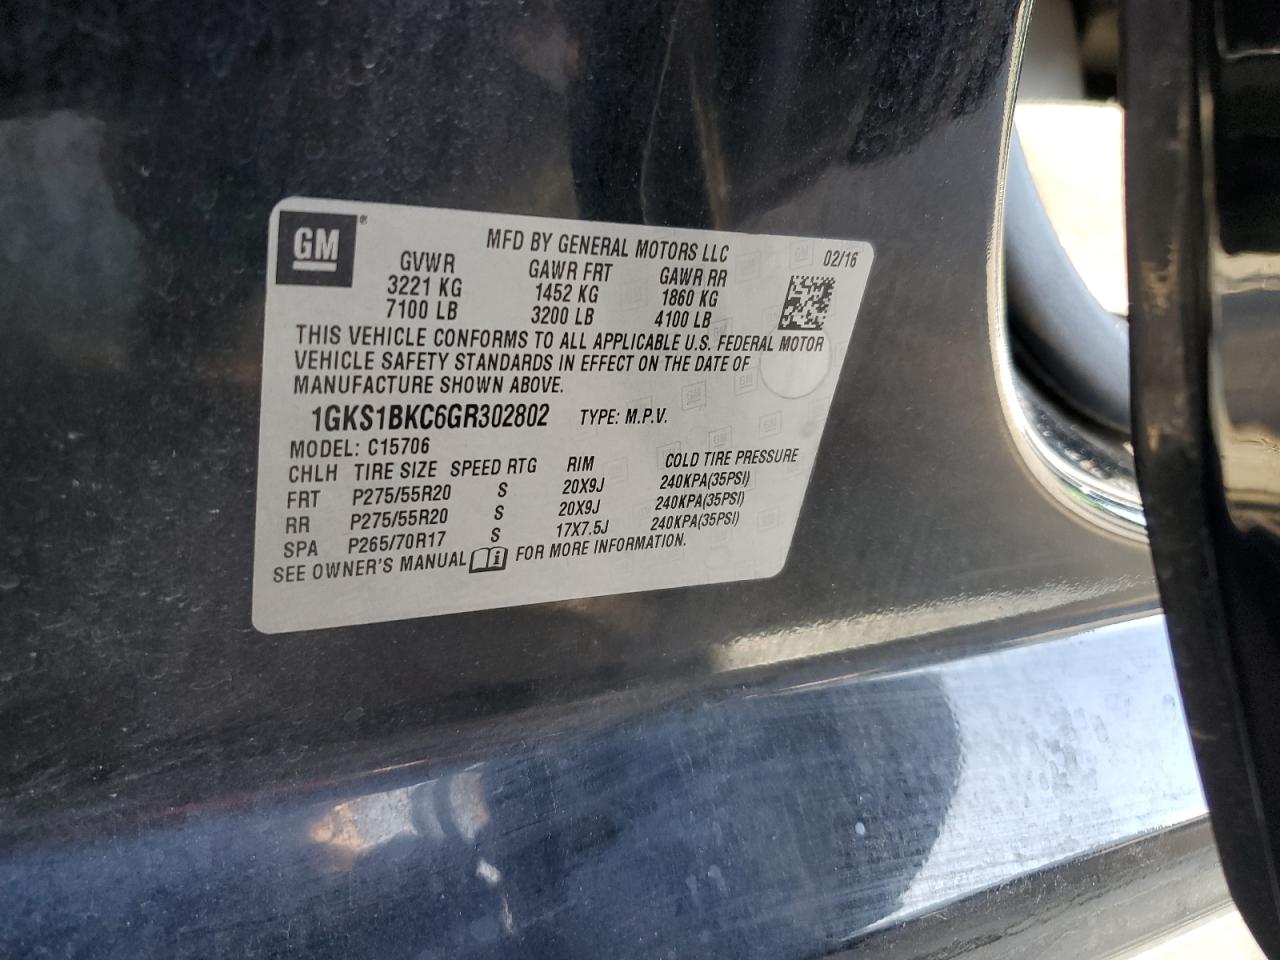 GM®
MFD BY GENERAL MOTORS LLC 02/16
GVWR GAWR FRT GAWR RR
3221 KG 1452 KG 1860 KG
7100 LB 3200 LB 4100 LB
THIS VEHICLE CONFORMS TO ALL APPLICABLE U.S. FEDERAL MOTOR
VEHICLE SAFETY STANDARDS IN EFFECT ON THE DATE OF
MANUFACTURE SHOWN ABOVE.
1GKS1BKC6GR302802 TYPE: M.P.V.
MODEL: C15706
CHLH TIRE SIZE SPEED RTG RIM COLD TIRE PRESSURE
FRT P275/55R20 S 20X9J 240KPA(35PSI)
RR P275/55R20 S 20X9J 240KPA(35PSI)
SPA P265/70R17 S 17X7.5J 240KPA(35PSI)
SEE OWNER'S MANUAL i FOR MORE INFORMATION.